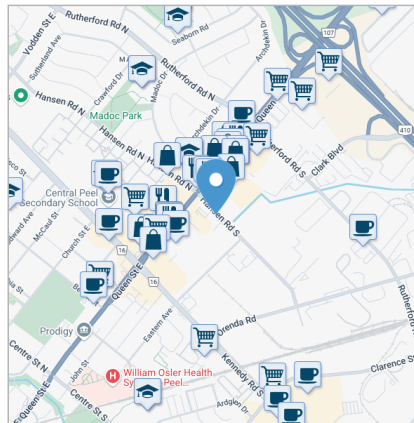 Vodden St E
Sutherland Ave
Rutherford Rd N
Seaborn Rd
Archdekin Dr
107
Crawford Dr
Madoc Dr
Rutherford Rd N
Hansen Rd N
Madoc Park
Archdekin Dr
Queen
410
Clark Blvd
Hansen Rd N
Rutherford Rd S
Central Peel
Secondary School
McCaul St
Church St E
Hansen Rd S
16
Queen St E
16
Eastern Ave
Orenda Rd
Prodigy
John St
Centre St N
William Osler Health
System Peel...
Kennedy Rd S
Clarence St
Centre St S
Queen St E
Ardglen Dr